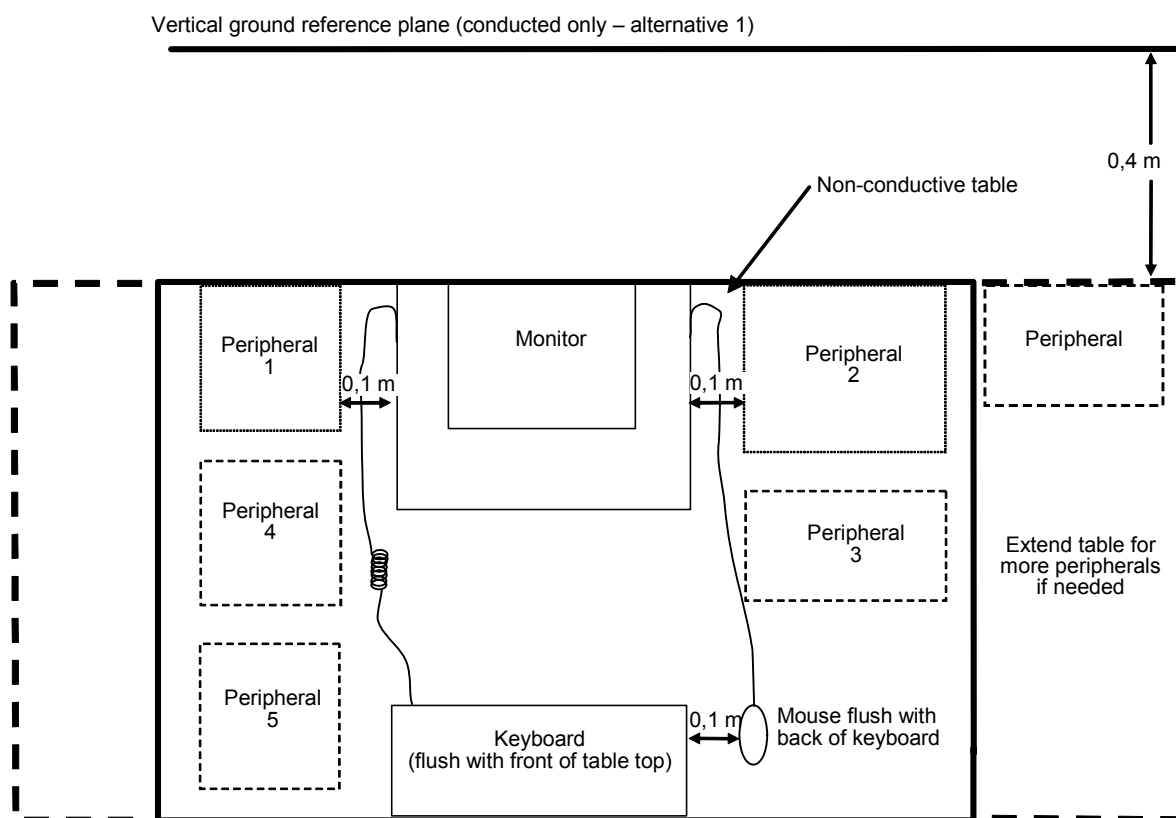 Vertical ground reference plane (conducted only – alternative 1)
0,4 m
Non-conductive table
Peripheral
1
Monitor
Peripheral
2
Peripheral
0,1 m
0,1 m
Peripheral
4
Peripheral
3
Extend table for
more peripherals
if needed
Peripheral
5
Keyboard
(flush with front of table top)
0,1 m
Mouse flush with
back of keyboard